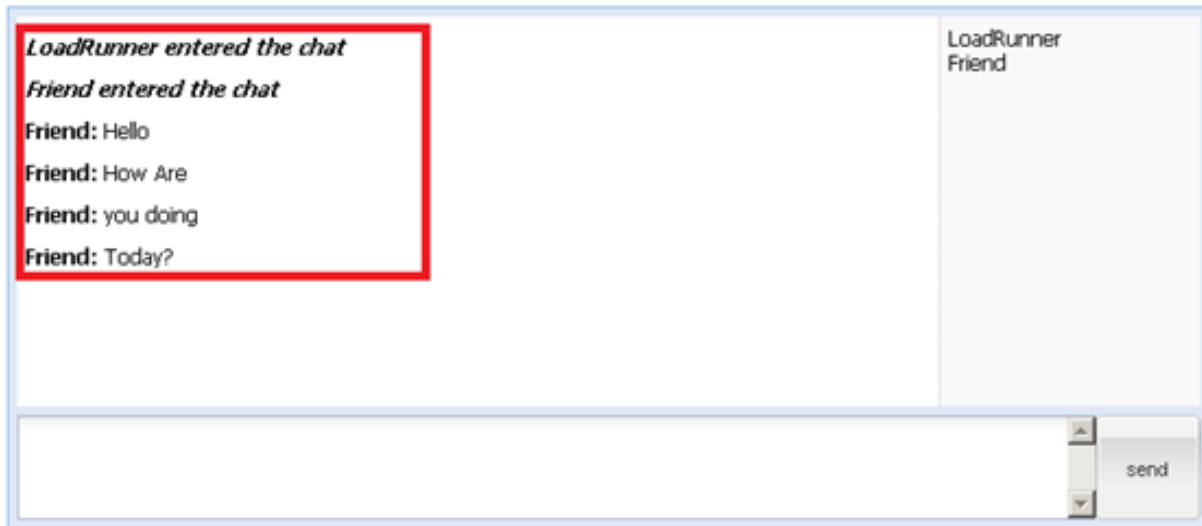 LoadRunner entered the chat
Friend entered the chat
Friend: Hello
Friend: How Are
Friend: you doing
Friend: Today?
LoadRunner
Friend
send